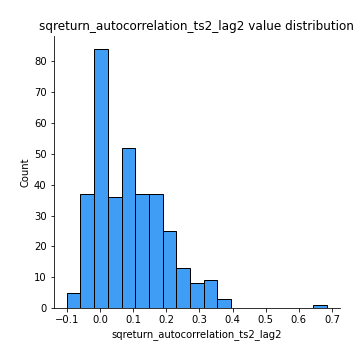 sqreturn_autocorrelation_ts2_lag2 value distribution
80
70
60
50
40
30
20
10
0
Count
−0.1 0.0 0.1 0.2 0.3 0.4 0.5 0.6 0.7
sqreturn_autocorrelation_ts2_lag2